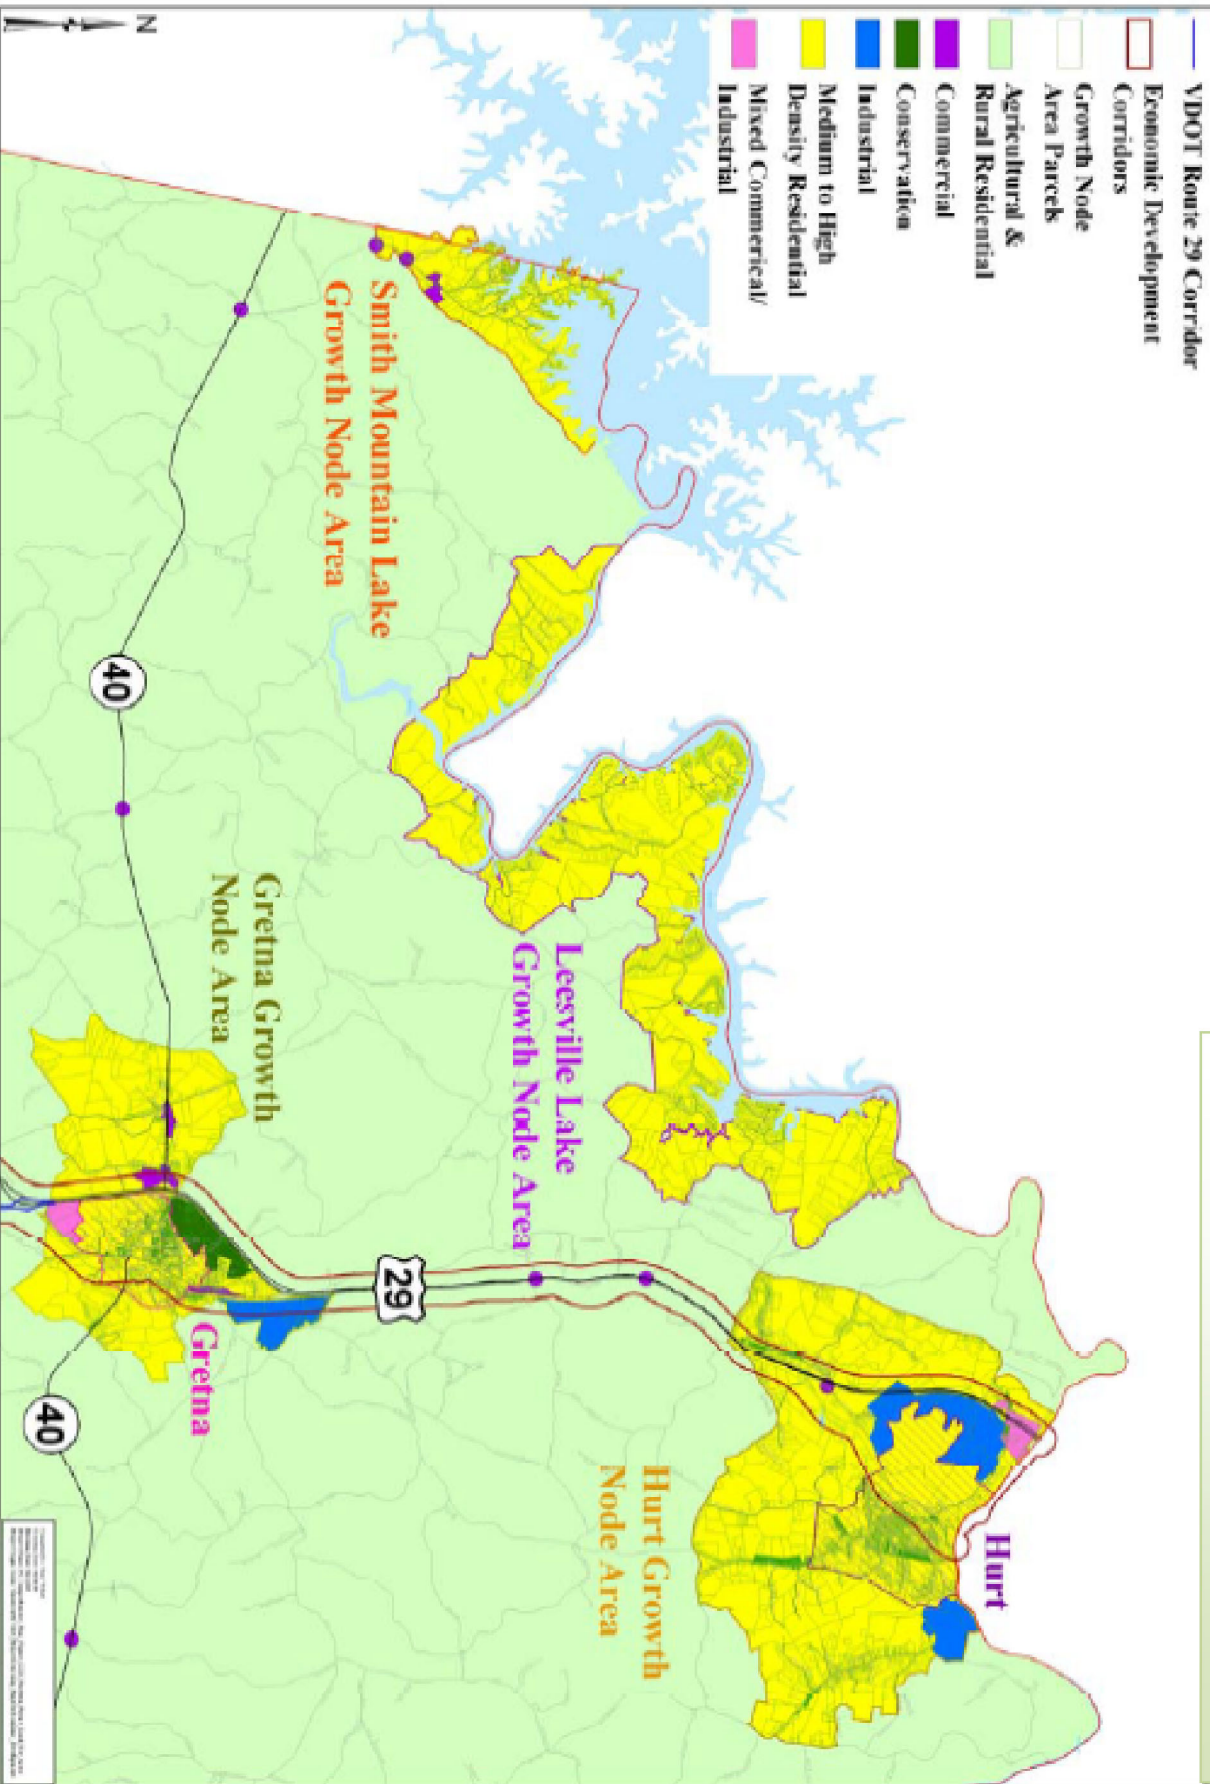 VDOT Route 29 Corridor
Economic Development
Corridors
Growth Node
Area Parcels
Agricultural &
Rural Residential
Commercial
Conservation
Industrial
Medium to High
Density Residential
Mixed Commerical/
Industrial
N
Smith Mountain Lake
Growth Node Area
Leesville Lake
Growth Node Area
Hurt
Hurt Growth
Node Area
29
Gretna Growth
Node Area
Gretna
40
40